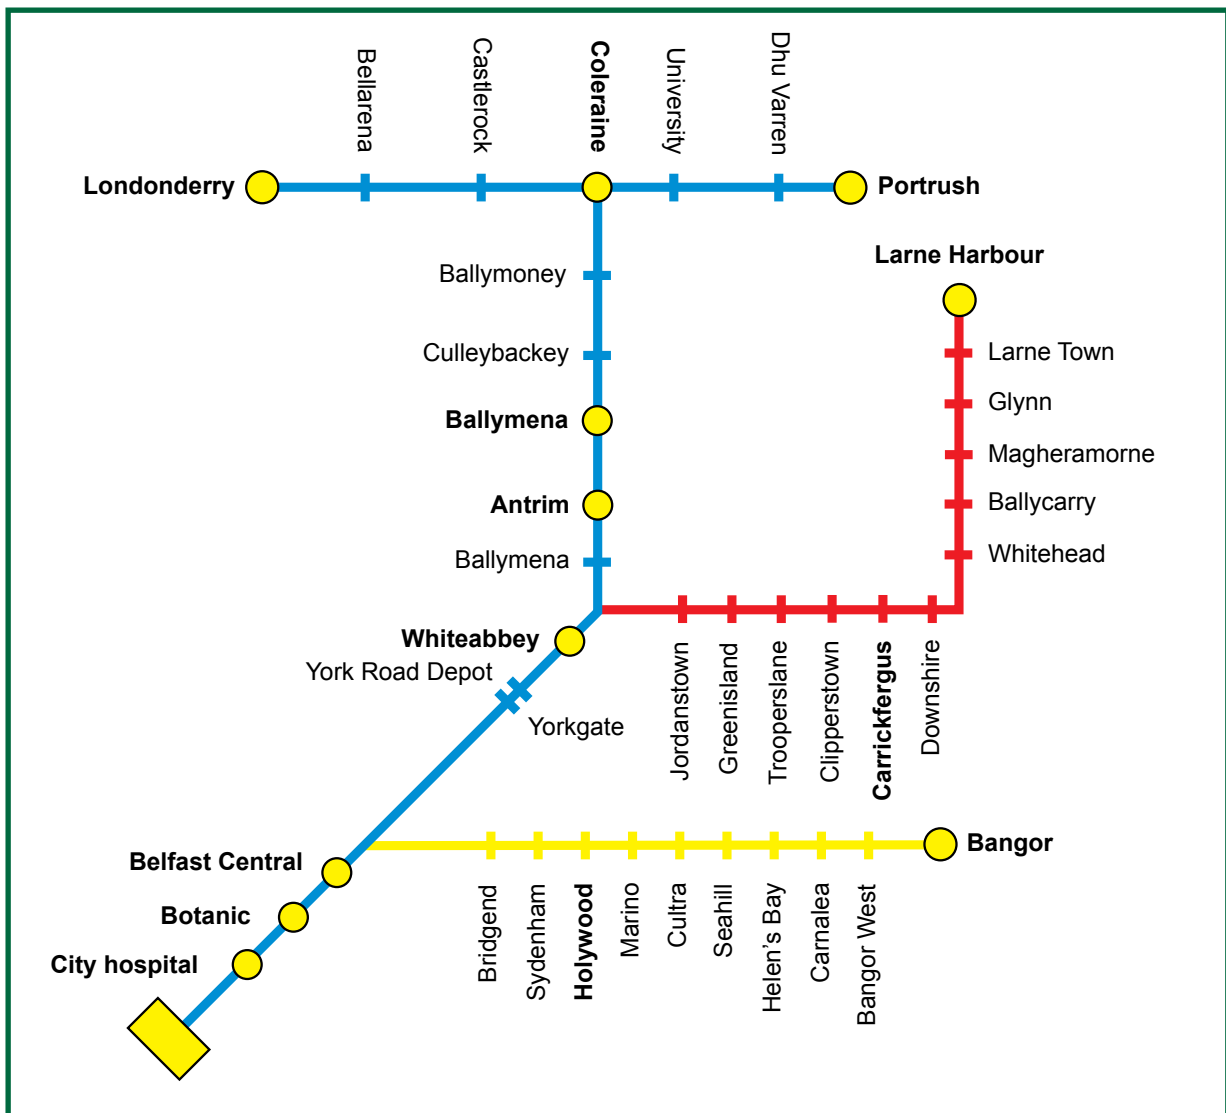 Bellarena
Castlerock
Coleraine
University
Dhu Varren
Londonderry
Portrush
Larne Harbour
Ballymoney
Larne Town
Culleybackey
Glynn
Ballymena
Magheramorne
Antrim
Ballycarry
Ballymena
Whitehead
Whiteabbey
York Road Depot
Yorkgate
Jordanstown
Greenisland
Trooperslane
Clipperstown
Carrickfergus
Downshire
Belfast Central
Bangor
Botanic
City hospital
Bridgend
Sydenham
Holywood
Marino
Cultra
Seahill
Helen's Bay
Carnalea
Bangor West